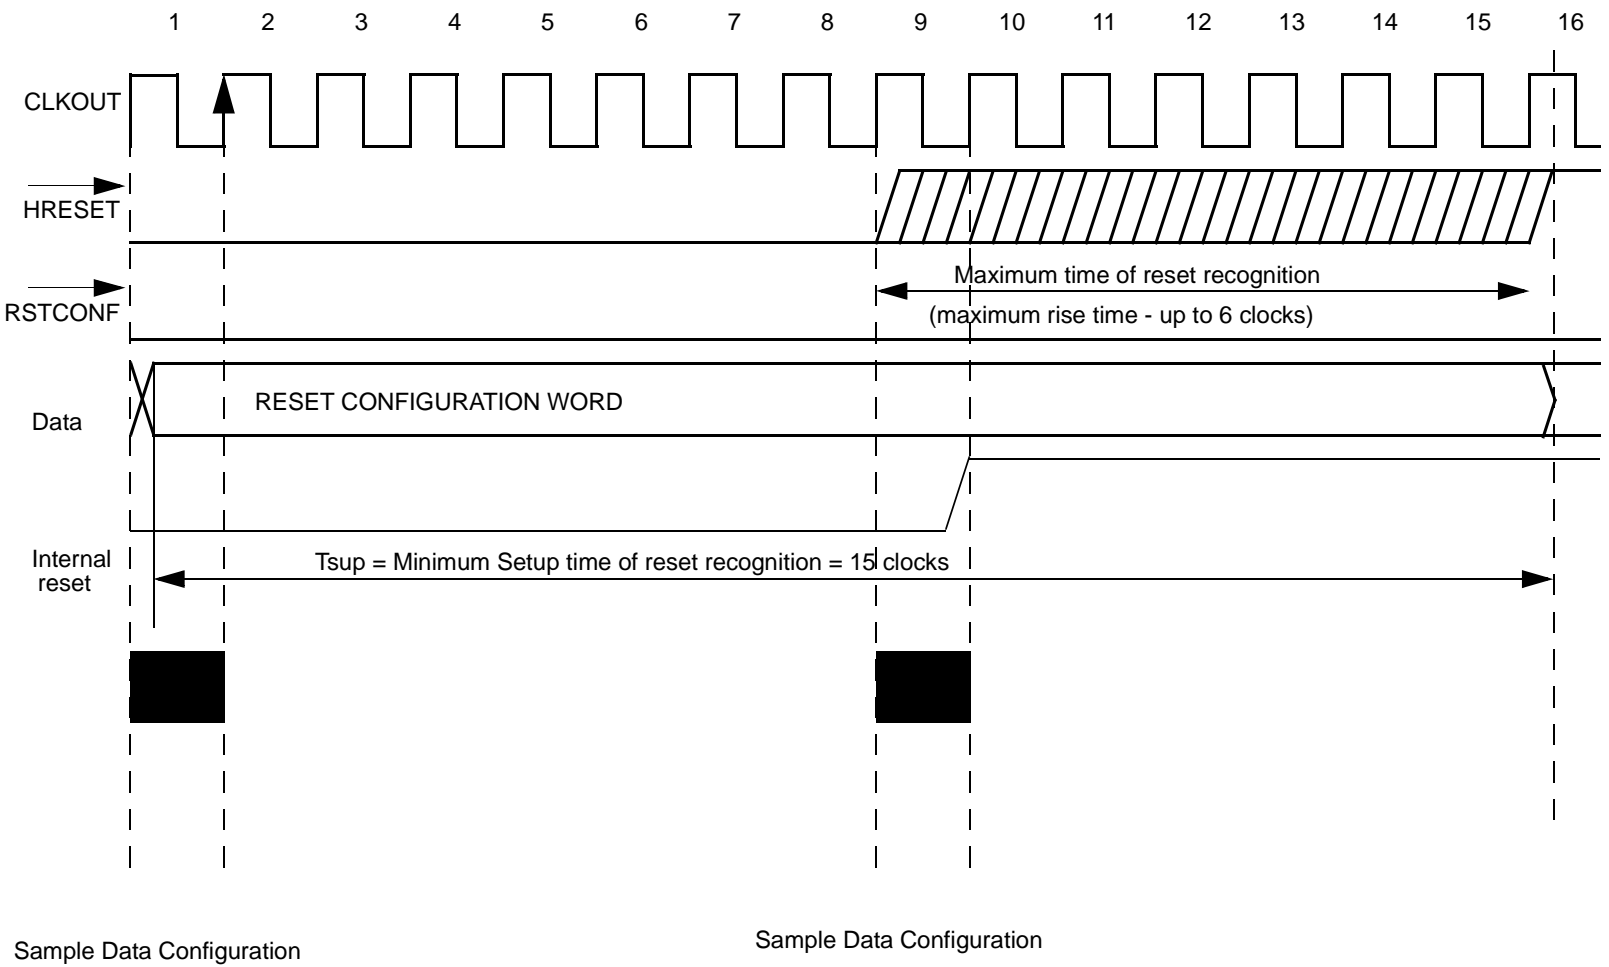 1 2 3 4 5 6 7 8 9 10 11 12 13 14 15 16
CLKOUT
HRESET
Maximum time of reset recognition
RSTCONF
(maximum rise time - up to 6 clocks)
RESET CONFIGURATION WORD
Data
Internal
reset
Tsup = Minimum Setup time of reset recognition = 15 clocks
Sample Data Configuration
Sample Data Configuration